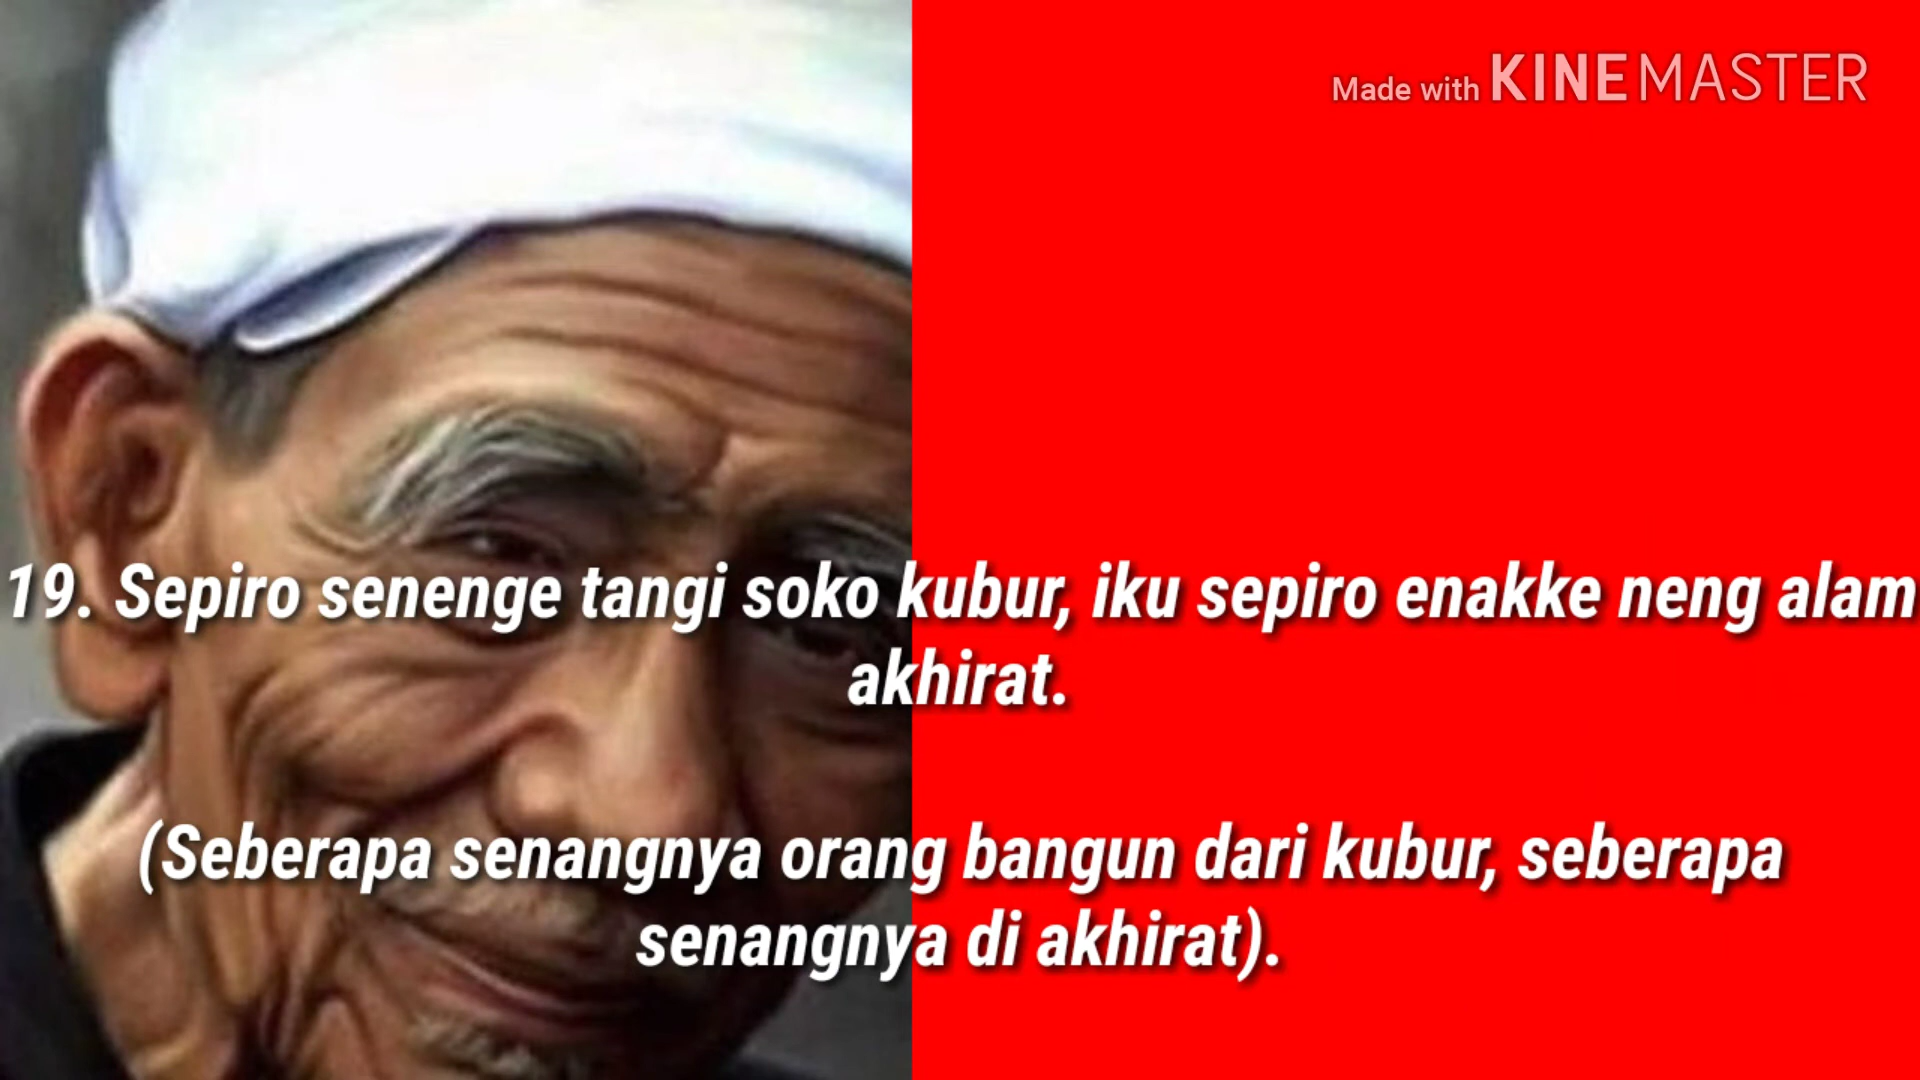 Made with KINEMASTER
19. Sepiro senenge tangi soko kubur, iku sepiro enakke neng alam
akhirat.
(Seberapa senangnya orang bangun dari kubur, seberapa
senangnya di akhirat).